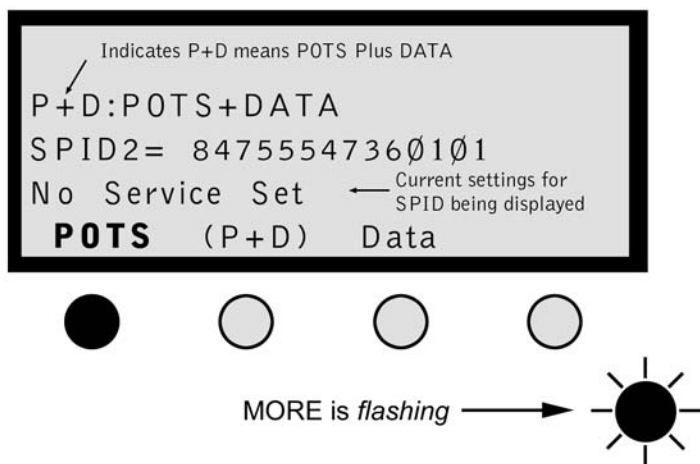 Indicates P+D means POTS Plus DATA
P+D:POTS+DATA
SPID2= 8475554736Ø1Ø1
No Service Set
Current settings for
SPID being displayed
POTS (P+D) Data
MORE is flashing